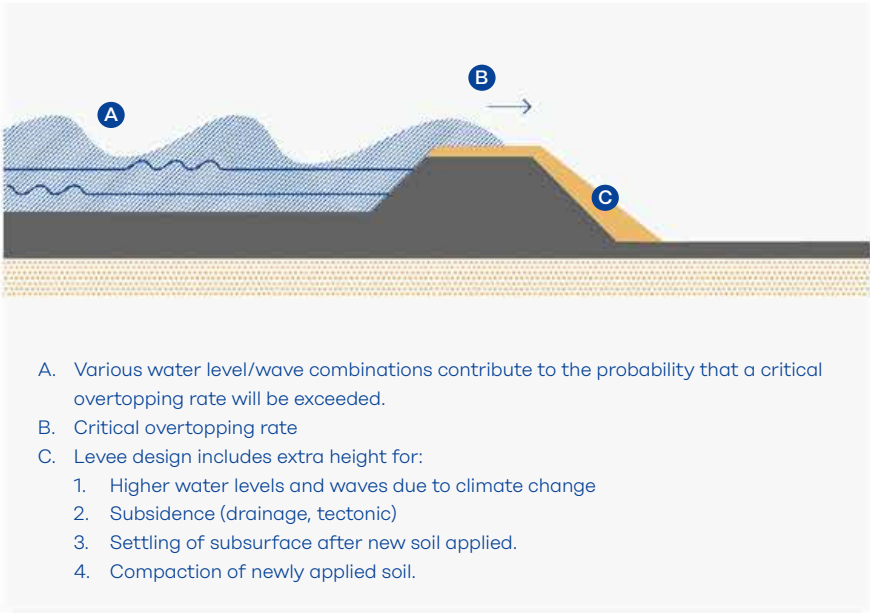 B
A
C
A. Various water level/wave combinations contribute to the probability that a critical
overtopping rate will be exceeded.
B. Critical overtopping rate
C. Levee design includes extra height for:
1. Higher water levels and waves due to climate change
2. Subsidence (drainage, tectonic)
3. Settling of subsurface after new soil applied.
4. Compaction of newly applied soil.